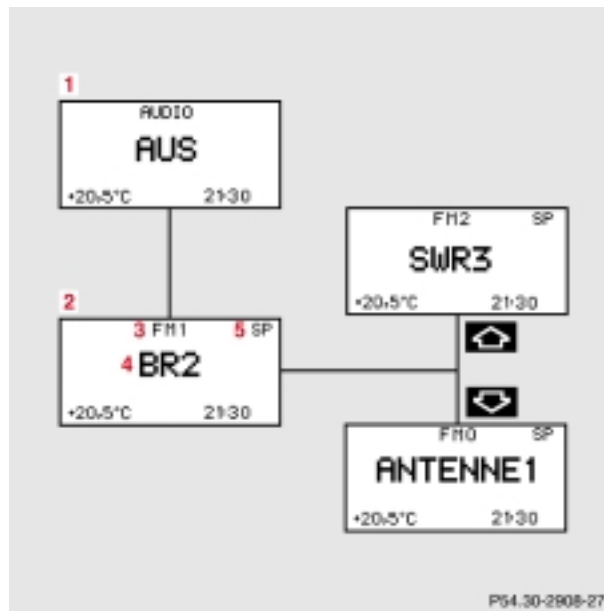 1
AUDIO
AUS
+20,5°C 21:30
2
3 FM1 5 SP
4 BR2
+20,5°C 21:30
FM2 SP
SWR3
+20,5°C 21:30
FM0 SP
ANTENNE1
+20,5°C 21:30
P54.30-2908-27